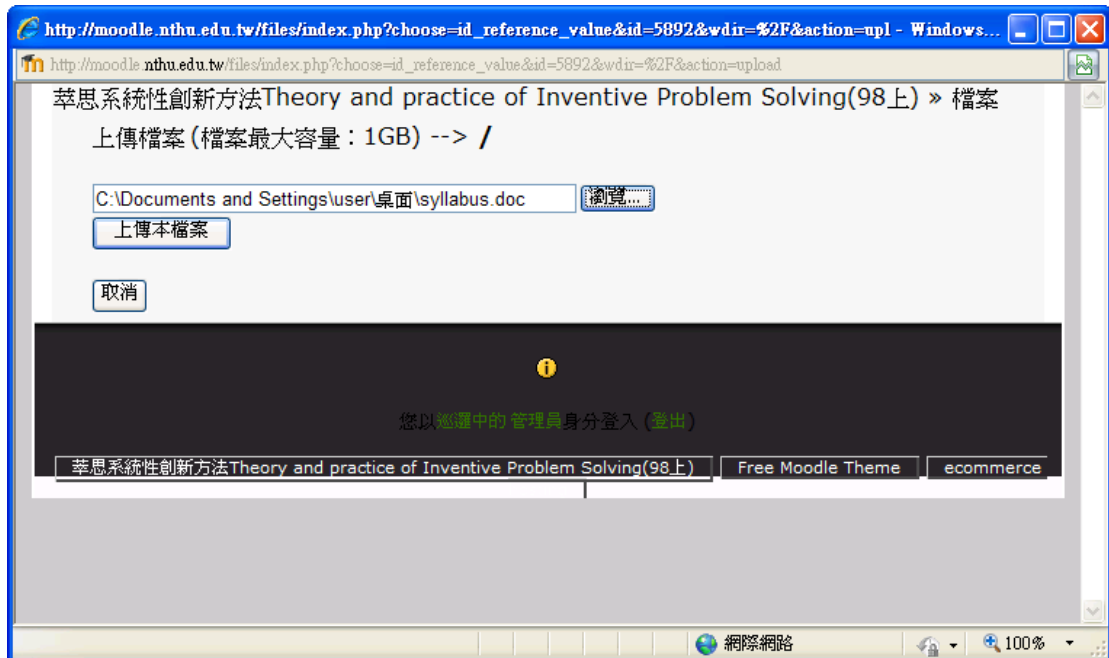 http://moodle.nthu.edu.tw/files/index.php?choose=id_reference_value&id=5892&wdir=%2F&action=upl - Windows...
http://moodle.nthu.edu.tw/files/index.php?choose=id_reference_value&id=5892&wdir=%2F&action=upload
萃思系統性創新方法Theory and practice of Inventive Problem Solving(98上) » 檔案
上傳檔案 (檔案最大容量：1GB) --> /
C:\Documents and Settings\user\桌面\syllabus.doc 瀏覽...
上傳本檔案
取消
您以巡邏中的 管理員身分登入 (登出)
萃思系統性創新方法Theory and practice of Inventive Problem Solving(98上) Free Moodle Theme ecommerce
網際網路 100%